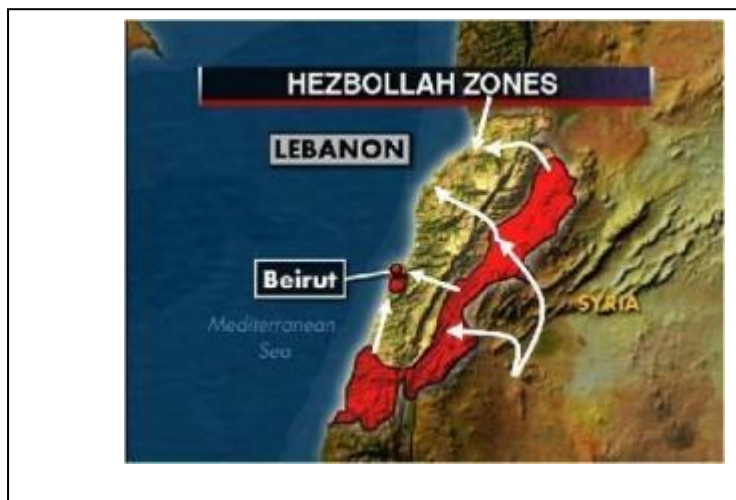 HEZBOLLAH ZONES
LEBANON
Beirut
SYRIA
Mediterranean
Sea